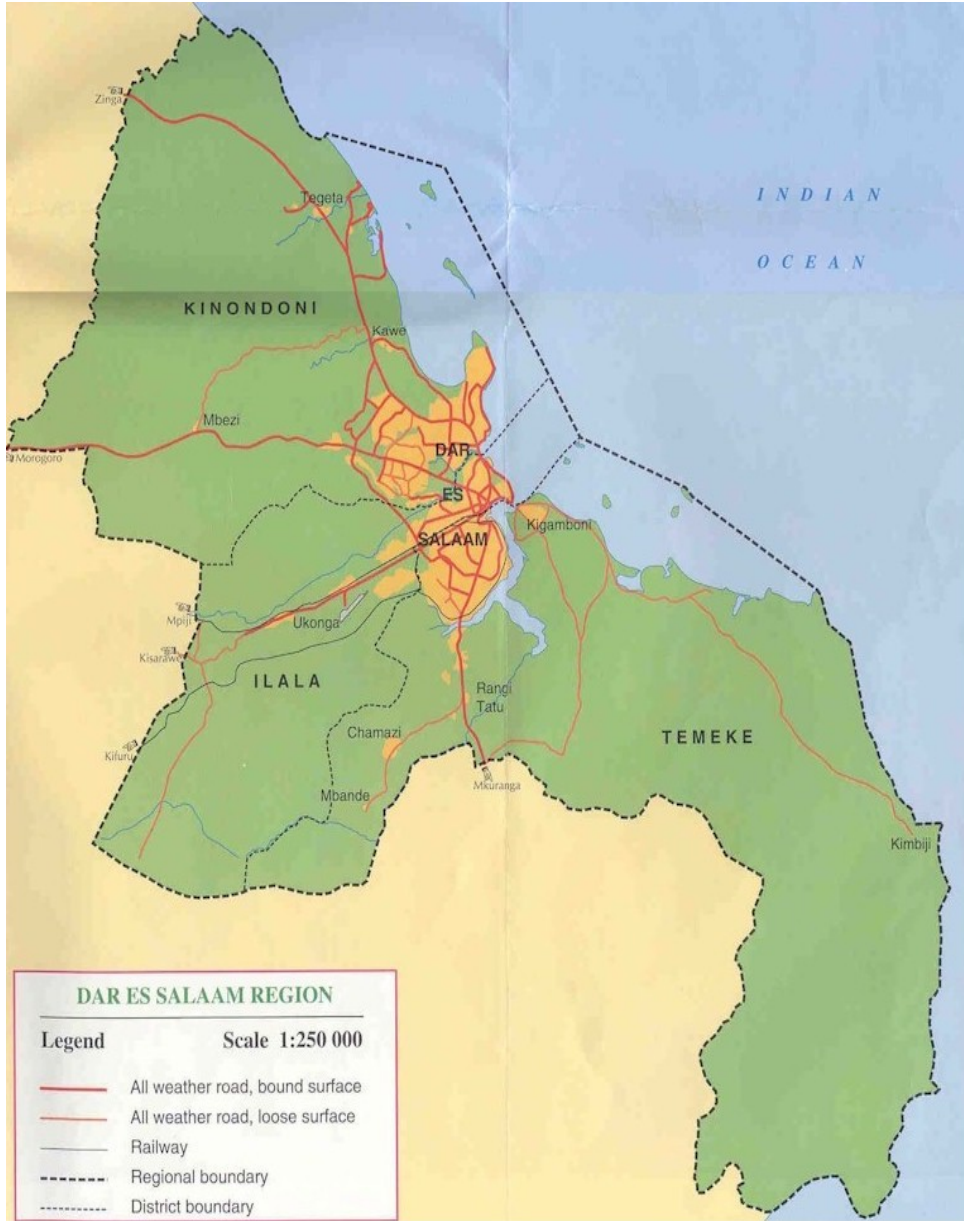 Zinga
Tegeta
INDIAN
OCEAN
KINONDONI
Kawe
Mbezi
Morogoro
DAR
ES
SALAAM
Kigamboni
Mpiji
Ukonga
Kisarawe
ILALA
Rangi
Tatu
Chamazi
TEMEKE
Kifuru
Mkuranga
Mbande
Kimbiji
DAR ES SALAAM REGION
Legend Scale 1:250 000
All weather road, bound surface
All weather road, loose surface
Railway
Regional boundary
District boundary